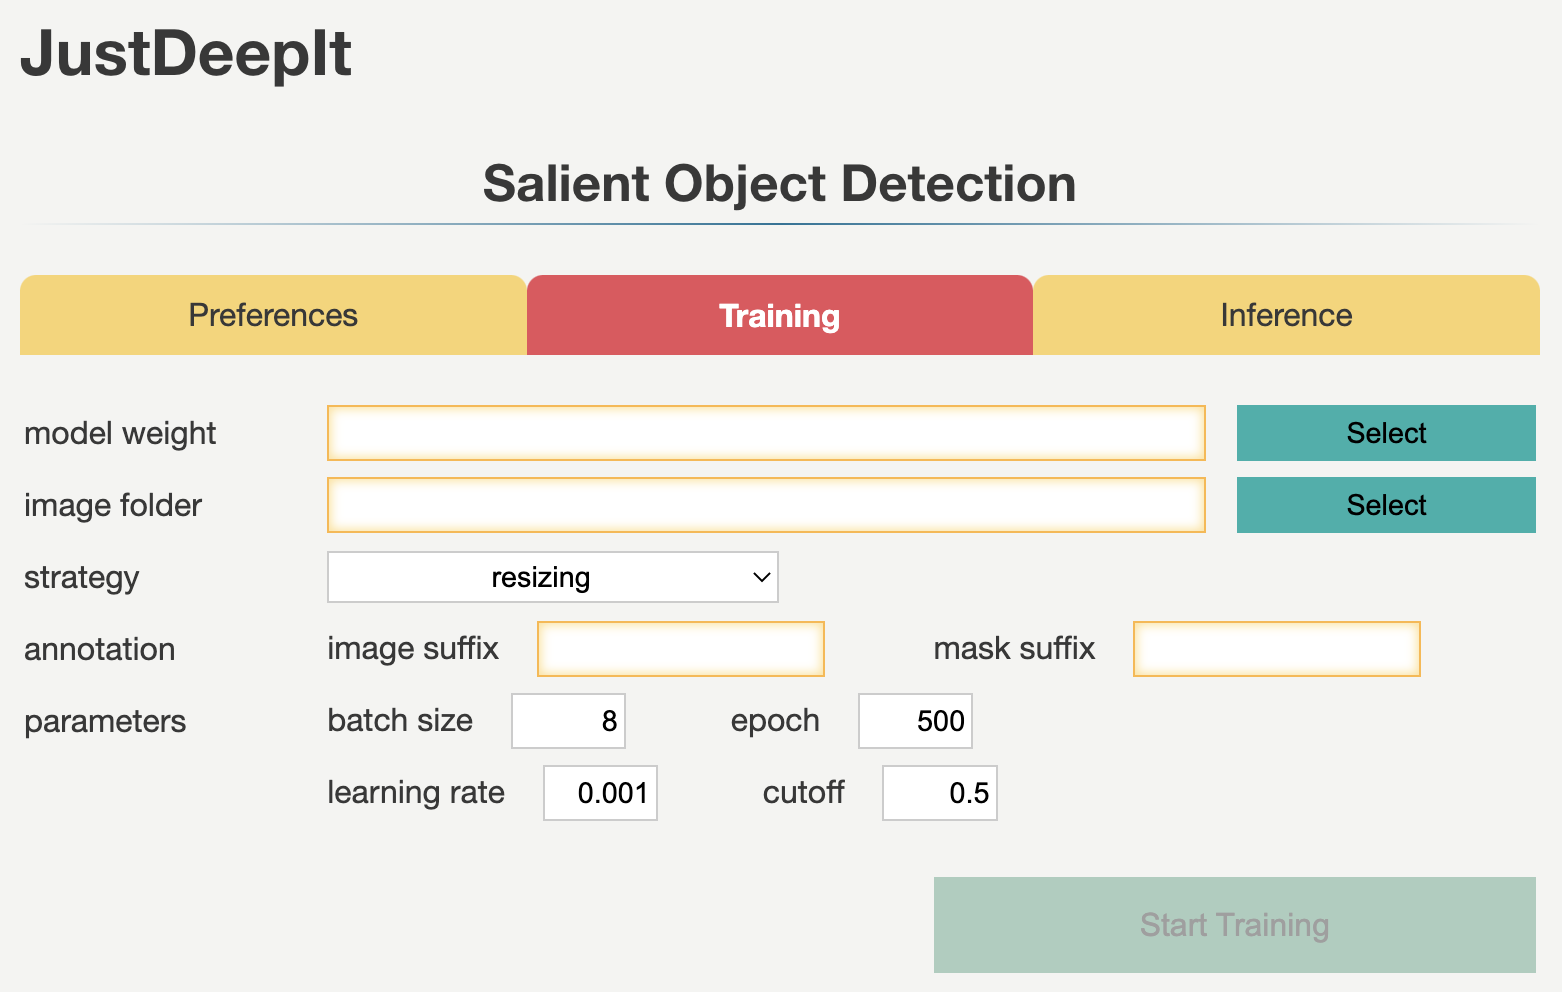 JustDeepIt
Salient Object Detection
Preferences Training Inference
model weight Select
image folder Select
strategy resizing
annotation image suffix mask suffix
parameters batch size 8 epoch 500
learning rate 0.001 cutoff 0.5
Start Training